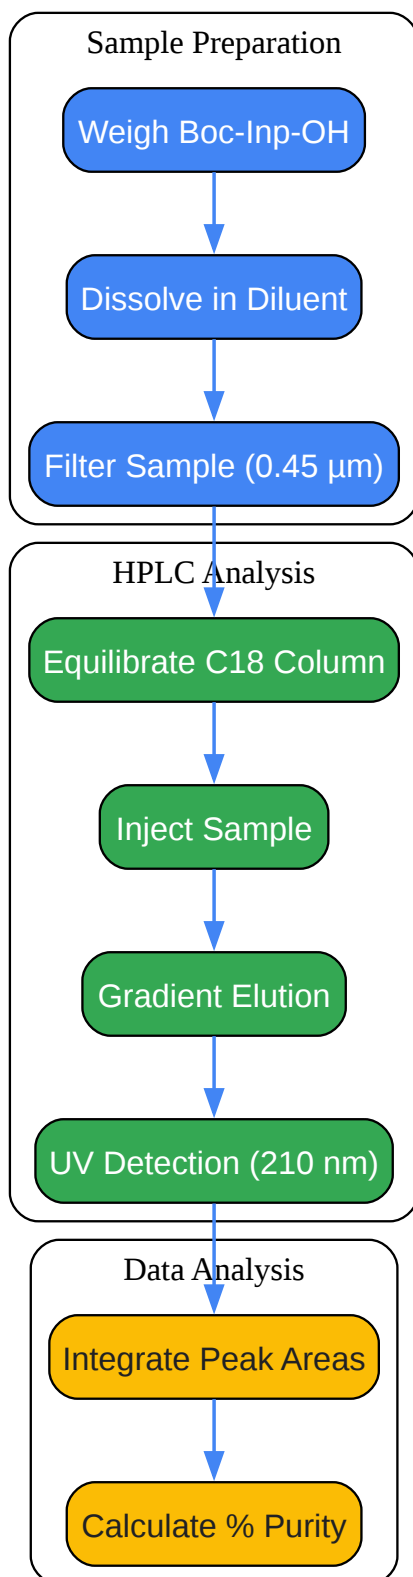 Sample Preparation
Weigh Boc-Inp-OH
Dissolve in Diluent
Filter Sample (0.45 µm)
HPLC Analysis
Equilibrate C18 Column
Inject Sample
Gradient Elution
UV Detection (210 nm)
Data Analysis
Integrate Peak Areas
Calculate % Purity